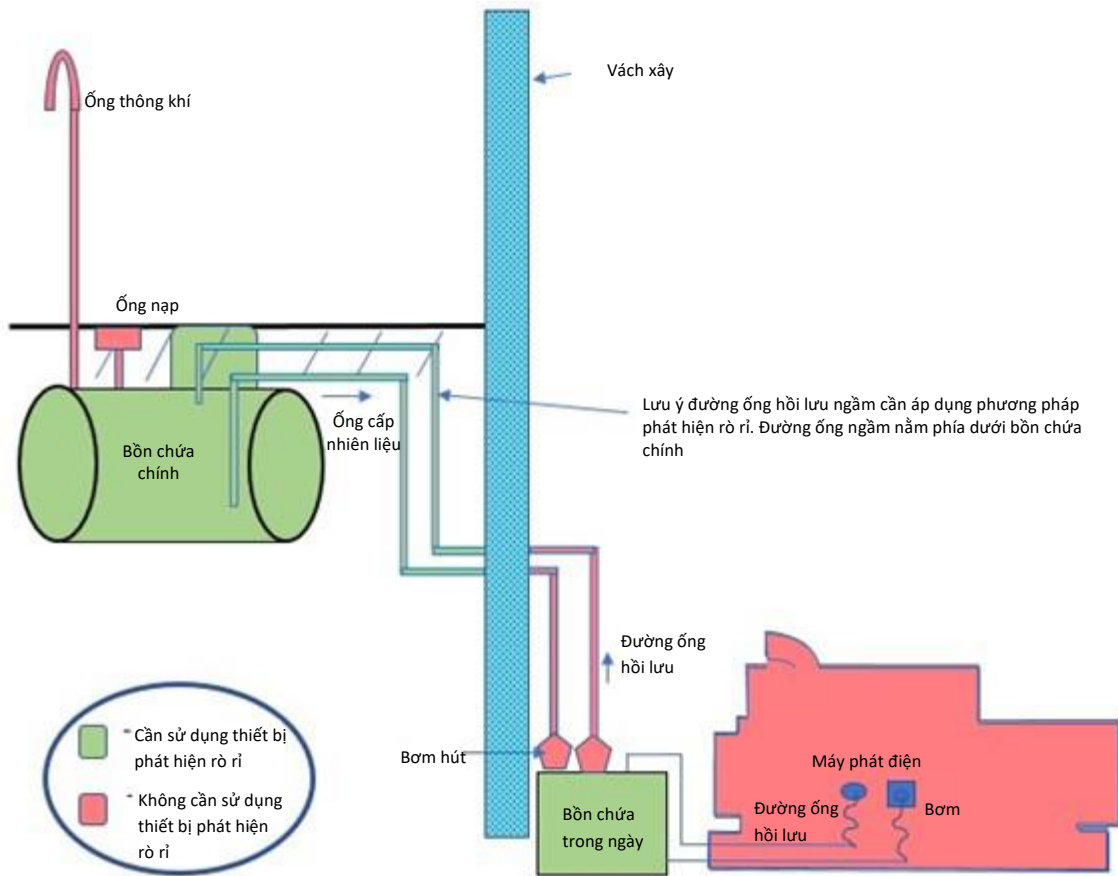 Vách xây
Ống thông khí
Ống nạp
Ống cấp
nhiên liệu
Bồn chứa
chính
Lưu ý đường ống hồi lưu ngầm cần áp dụng phương pháp
phát hiện rò rỉ. Đường ống ngầm nằm phía dưới bồn chứa
chính
Đường ống
hồi lưu
Bơm hút
Bồn chứa
trong ngày
Máy phát điện
Đường ống
hồi lưu
Bơm
Cần sử dụng thiết bị
phát hiện rò rỉ
Không cần sử dụng
thiết bị phát hiện
rò rỉ